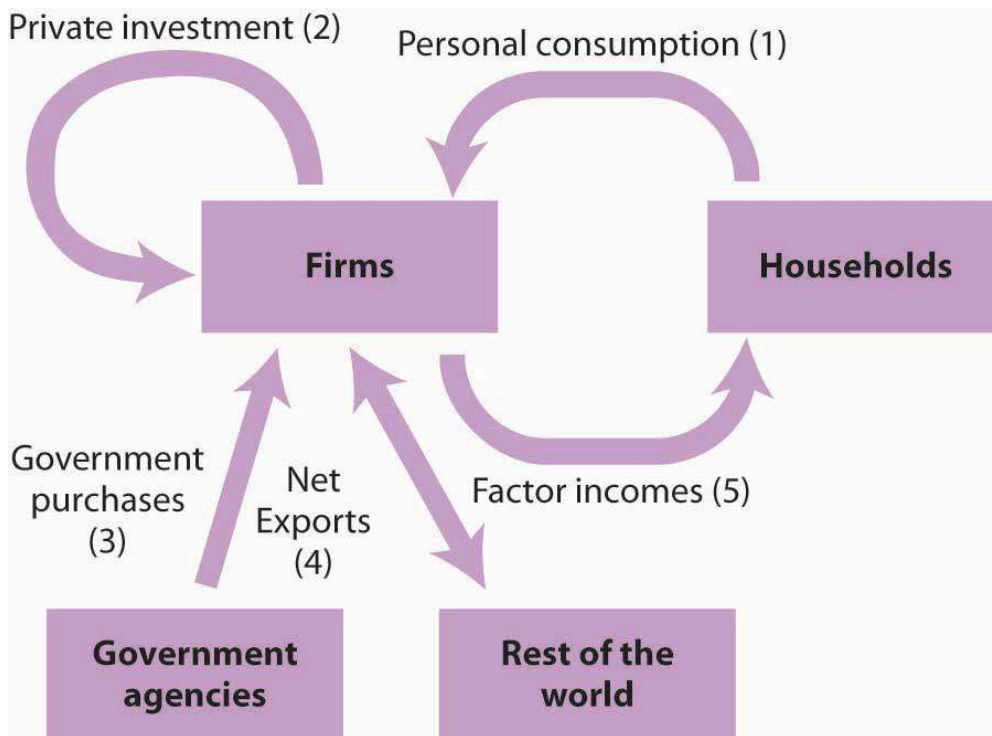 Private investment (2)
Personal consumption (1)
Firms
Households
Government
purchases
(3)
Net
Exports
(4)
Factor incomes (5)
Government
agencies
Rest of the
world